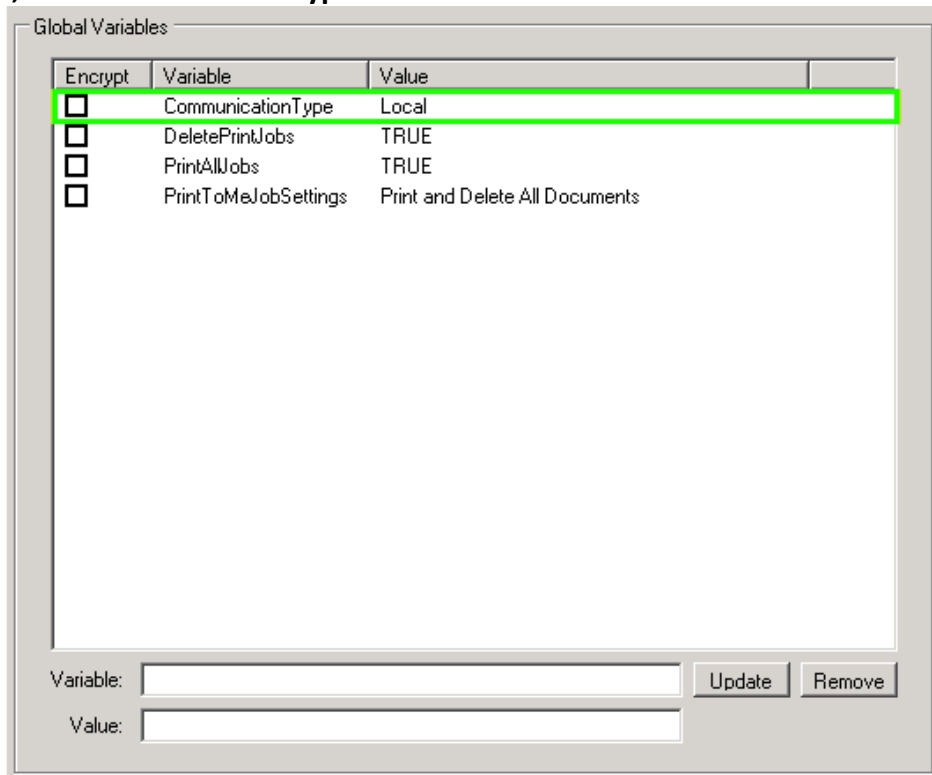 Global Variables
Encrypt Variable Value
CommunicationType Local
DeletePrintJobs TRUE
PrintAllJobs TRUE
PrintToMeJobSettings Print and Delete All Documents
Variable: Update Remove
Value: